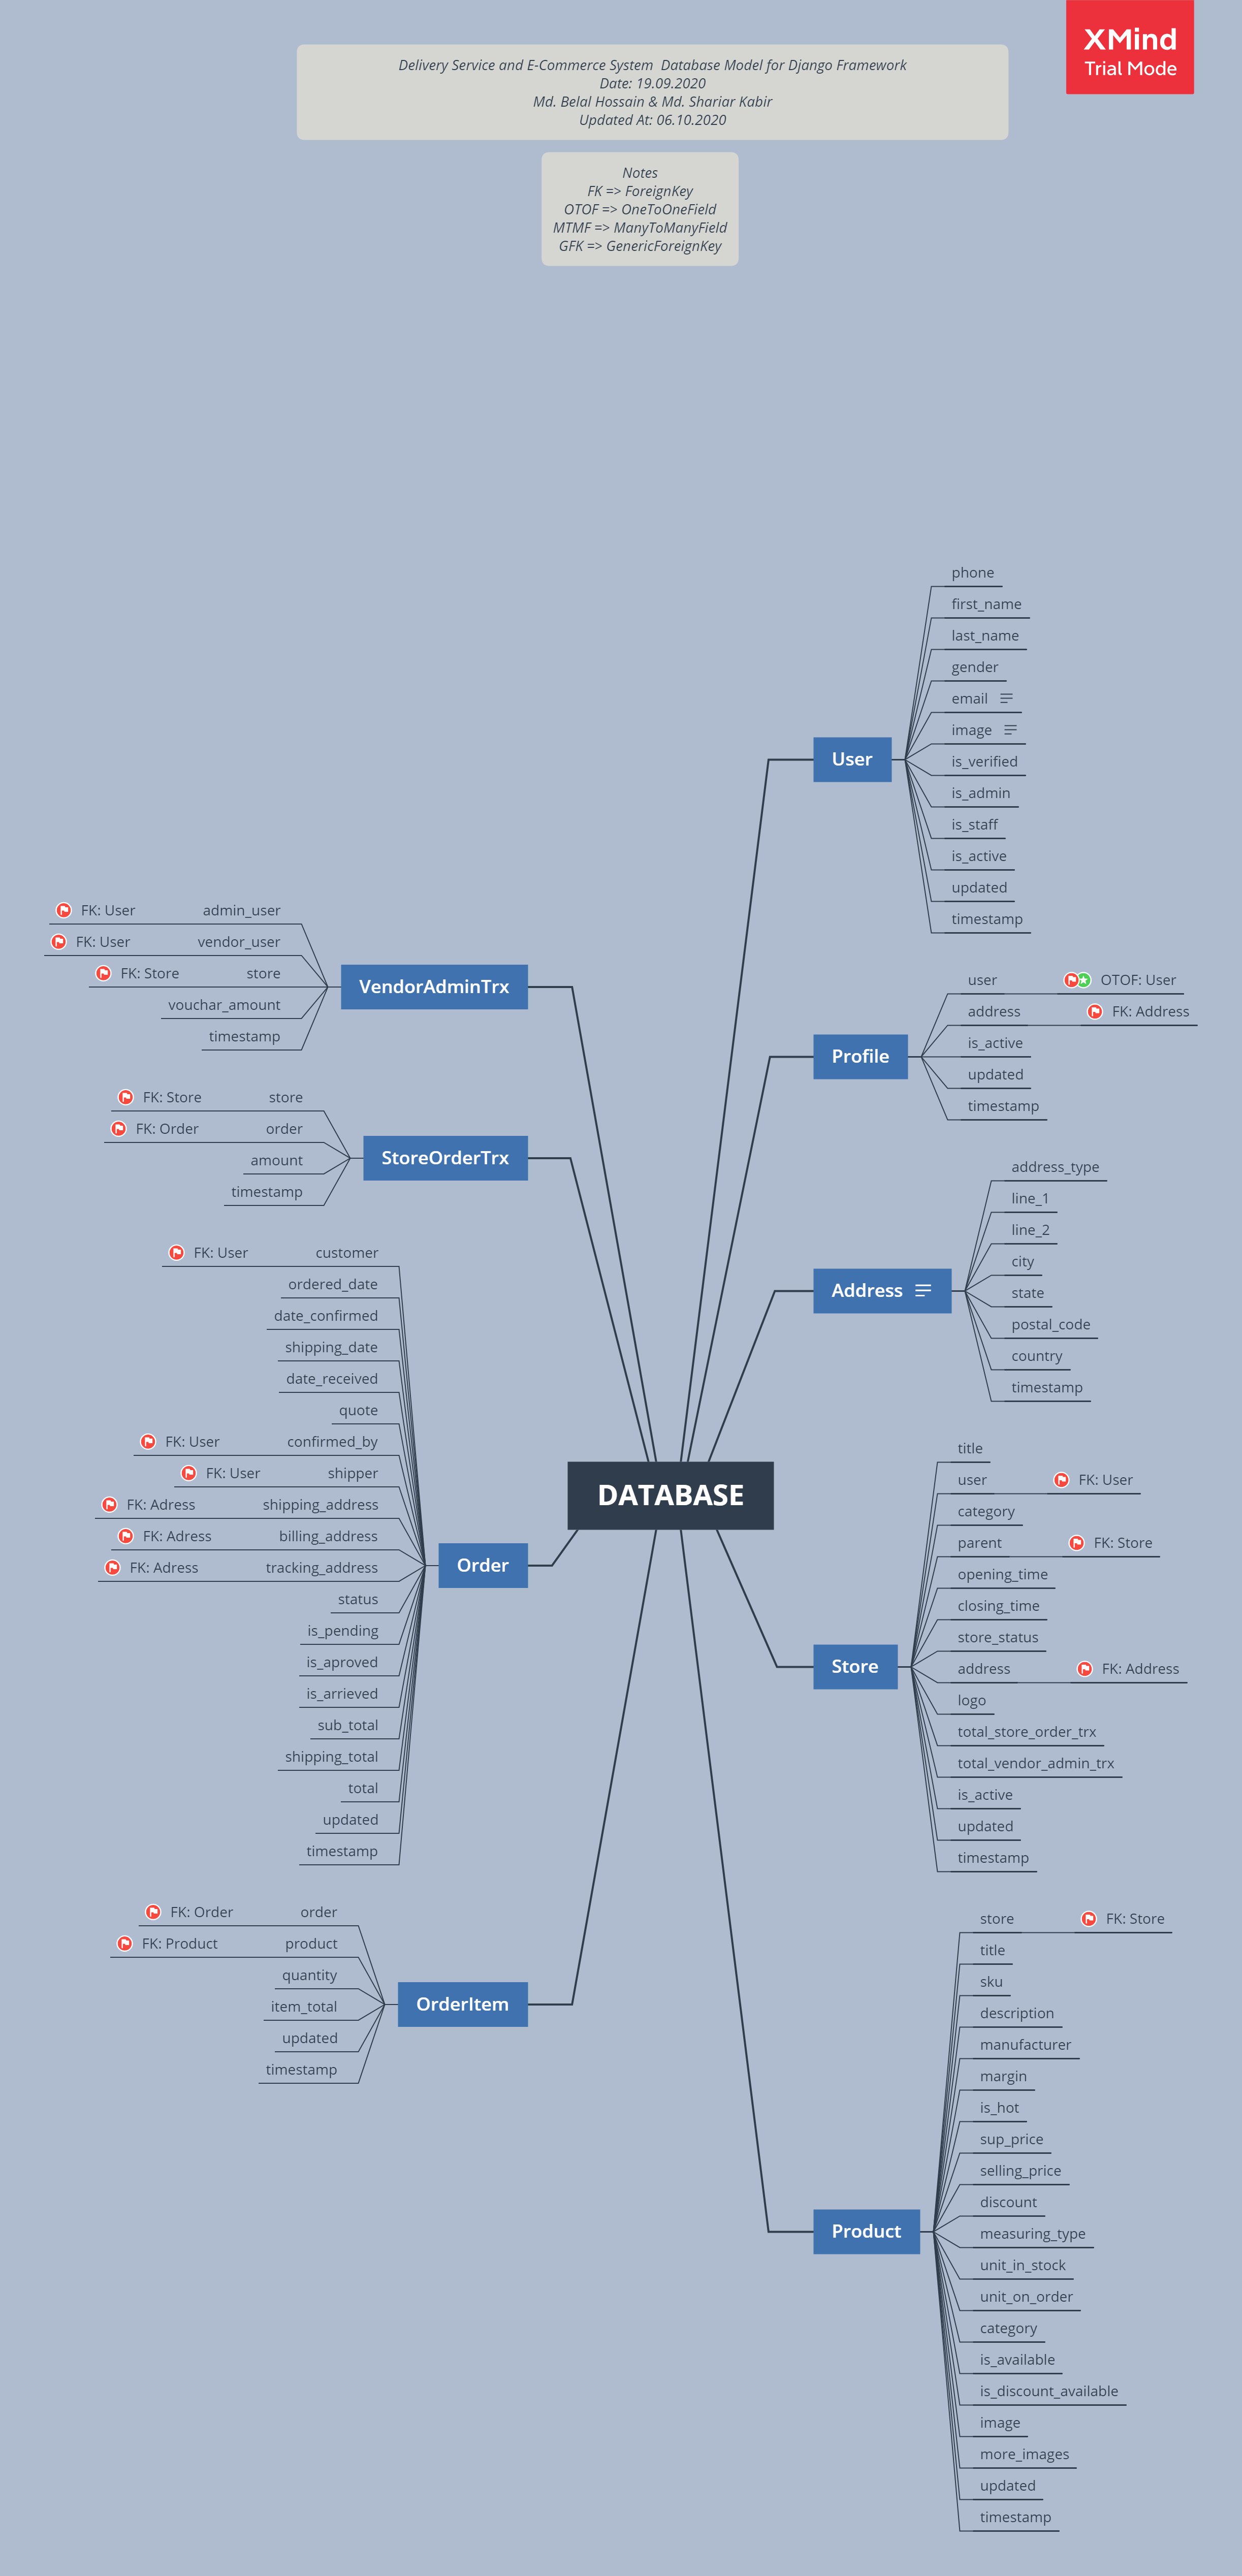 XMind
Trial Mode
Delivery Service and E-Commerce System Database Model for Django Framework
Date: 19.09.2020
Md. Belal Hossain & Md. Shariar Kabir
Updated At: 06.10.2020
Notes
FK => ForeignKey
OTOF => OneToOneField
MTMF => ManyToManyField
GFK => GenericForeignKey
DATABASE
User
phone
first_name
last_name
gender
email
image
is_verified
is_admin
is_staff
is_active
updated
timestamp
Profile
user OTOF: User
address FK: Address
is_active
updated
timestamp
Address
address_type
line_1
line_2
city
state
postal_code
country
timestamp
Store
title
user FK: User
category
parent FK: Store
opening_time
closing_time
store_status
address FK: Address
logo
total_store_order_trx
total_vendor_admin_trx
is_active
updated
timestamp
Product
store FK: Store
title
sku
description
manufacturer
margin
is_hot
sup_price
selling_price
discount
measuring_type
unit_in_stock
unit_on_order
category
is_available
is_discount_available
image
more_images
updated
timestamp
VendorAdminTrx
FK: User admin_user
FK: User vendor_user
FK: Store store
vouchar_amount
timestamp
StoreOrderTrx
FK: Store store
FK: Order order
amount
timestamp
Order
FK: User customer
ordered_date
date_confirmed
shipping_date
date_received
quote
FK: User confirmed_by
FK: User shipper
FK: Adress shipping_address
FK: Adress billing_address
FK: Adress tracking_address
status
is_pending
is_aproved
is_arrieved
sub_total
shipping_total
total
updated
timestamp
OrderItem
FK: Order order
FK: Product product
quantity
item_total
updated
timestamp